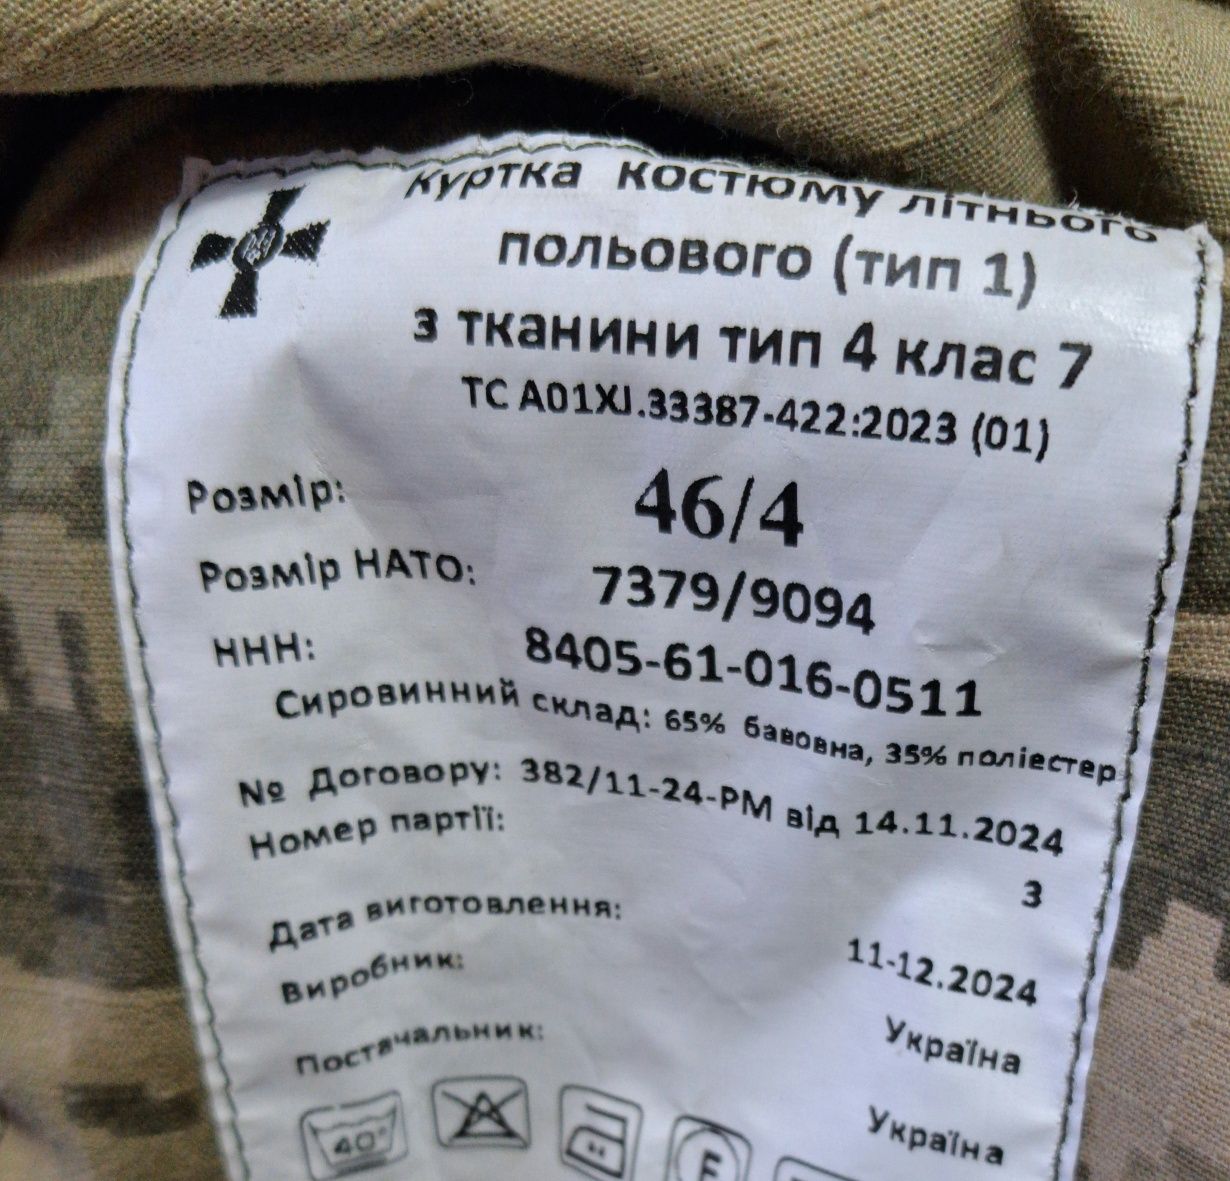 Куртка костюму літнього
польового (тип 1)
з тканини тип 4 клас 7
ТС А01XJ.33387-422:2023 (01)
Розмір: 46/4
Розмір НАТО: 7379/9094
ННН: 8405-61-016-0511
Сировинний склад: 65% бавовна, 35% поліестер
№ Договору: 382/11-24-РМ від 14.11.2024
Номер партії: 3
Дата виготовлення: 11-12.2024
Виробник: Україна
Постачальник: Україна
40° F